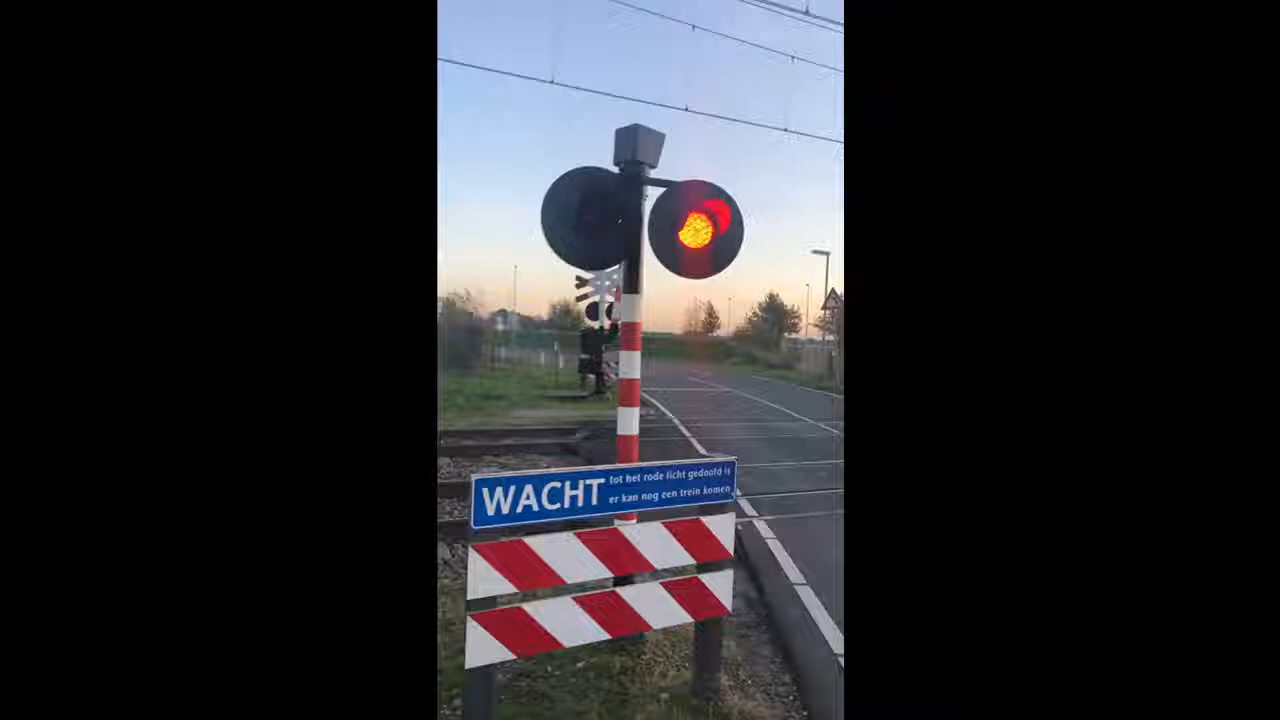 WACHT
tot het rode licht gedoofd is
er kan nog een trein komen